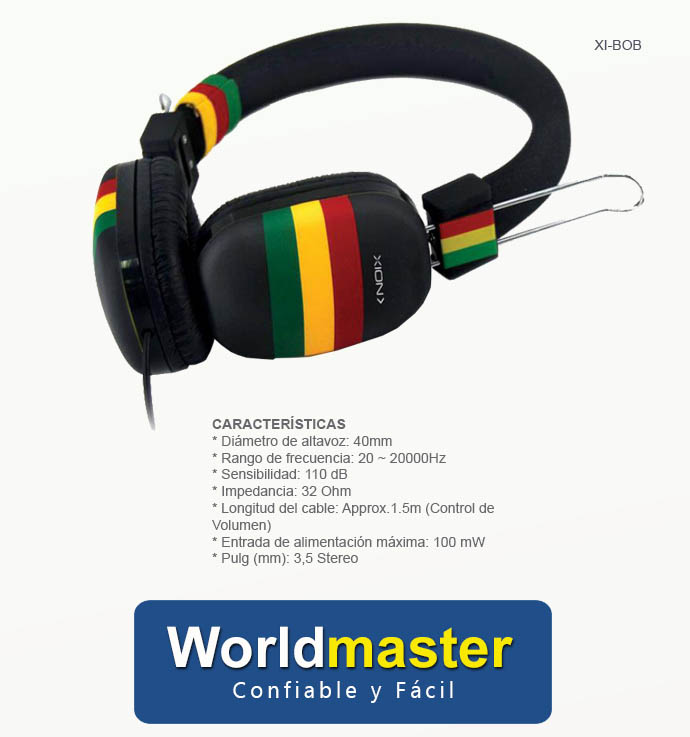 XI-BOB
XION
CARACTERÍSTICAS
* Diámetro de altavoz: 40mm
* Rango de frecuencia: 20 ~ 20000Hz
* Sensibilidad: 110 dB
* Impedancia: 32 Ohm
* Longitud del cable: Approx.1.5m (Control de
Volumen)
* Entrada de alimentación máxima: 100 mW
* Pulg (mm): 3,5 Stereo
Worldmaster
Confiable y Fácil